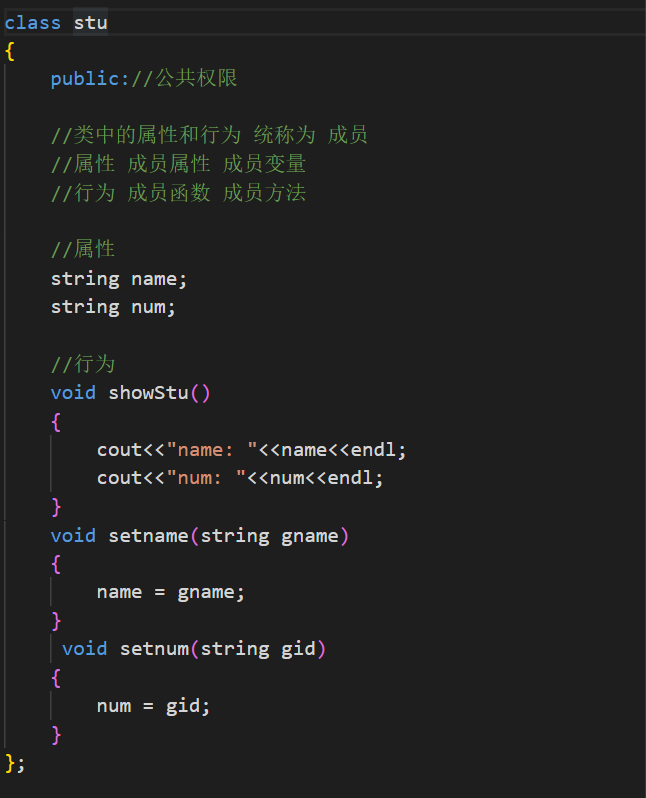 class stu
{
public://公共权限
//类中的属性和行为 统称为 成员
//属性 成员属性 成员变量
//行为 成员函数 成员方法
//属性
string name;
string num;
//行为
void showStu()
{
cout<<"name: "<<name<<endl;
cout<<"num: "<<num<<endl;
}
void setname(string gname)
{
name = gname;
}
void setnum(string gid)
{
num = gid;
}
};